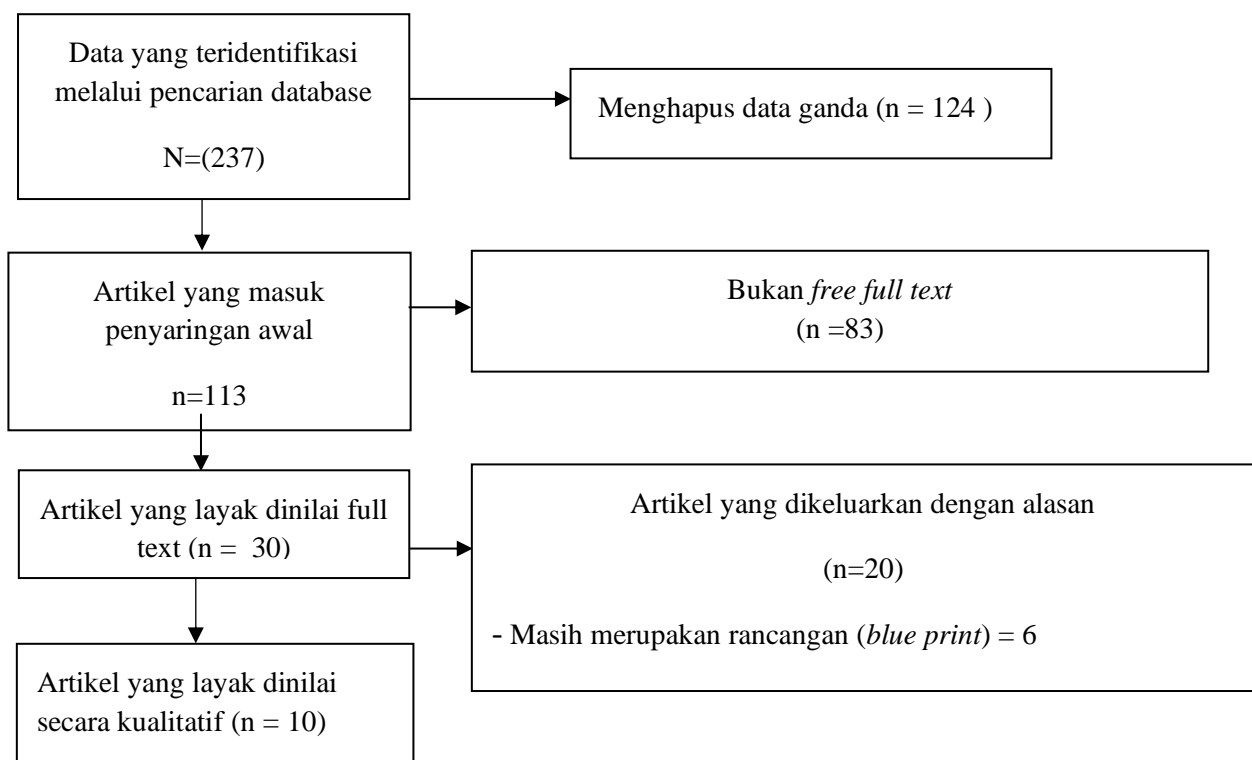 Data yang teridentifikasi
melalui pencarian database
N=(237)
Menghapus data ganda (n = 124 )
Artikel yang masuk
penyaringan awal
n=113
Bukan free full text
(n =83)
Artikel yang layak dinilai full
text (n =  30)
Artikel yang dikeluarkan dengan alasan
(n=20)
- Masih merupakan rancangan (blue print) = 6
Artikel yang layak dinilai
secara kualitatif (n = 10)